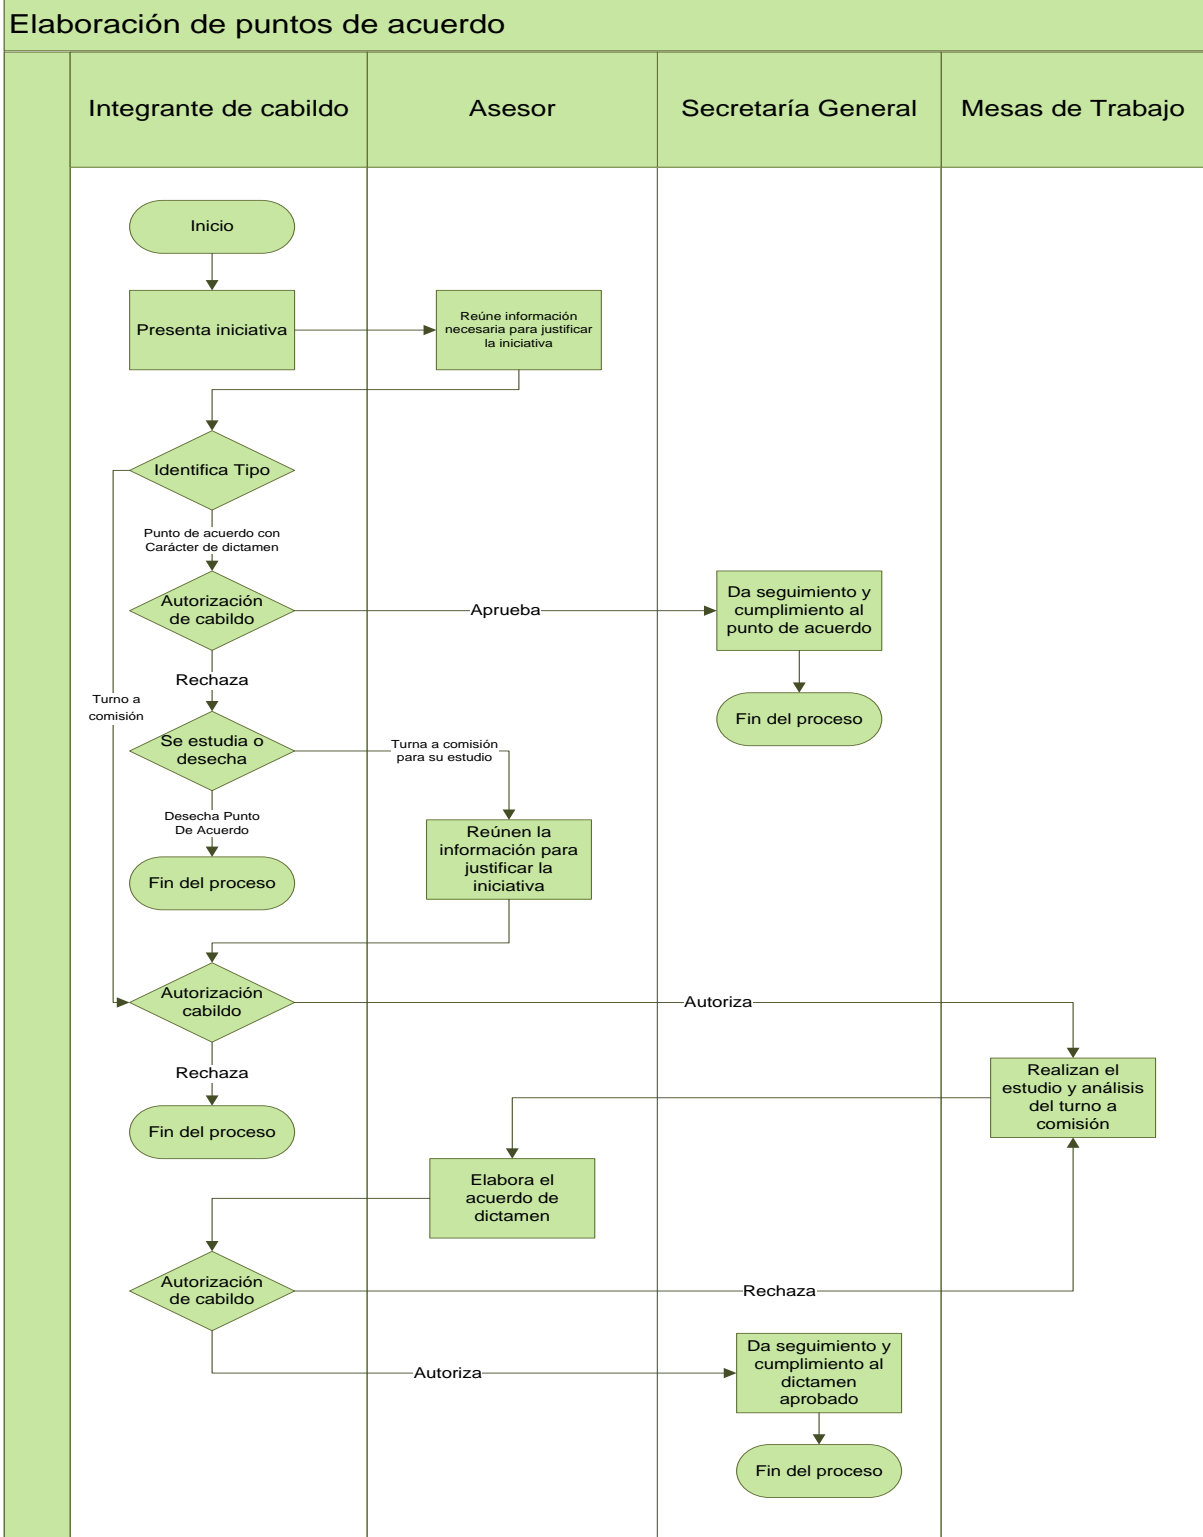 Elaboración de puntos de acuerdo
Integrante de cabildo
Asesor
Secretaría General
Mesas de Trabajo
Inicio
Presenta iniciativa
Reúne información
necesaria para justificar
la iniciativa
Identifica Tipo
Punto de acuerdo con
Carácter de dictamen
Autorización
de cabildo
Aprueba
Da seguimiento y
cumplimiento al
punto de acuerdo
Rechaza
Turno a
comisión
Fin del proceso
Se estudia o
desecha
Turna a comisión
para su estudio
Desecha Punto
De Acuerdo
Reúnen la
información para
justificar la
iniciativa
Fin del proceso
Autorización
cabildo
Autoriza
Rechaza
Realizan el
estudio y análisis
del turno a
comisión
Fin del proceso
Elabora el
acuerdo de
dictamen
Autorización
de cabildo
Rechaza
Autoriza
Da seguimiento y
cumplimiento al
dictamen
aprobado
Fin del proceso